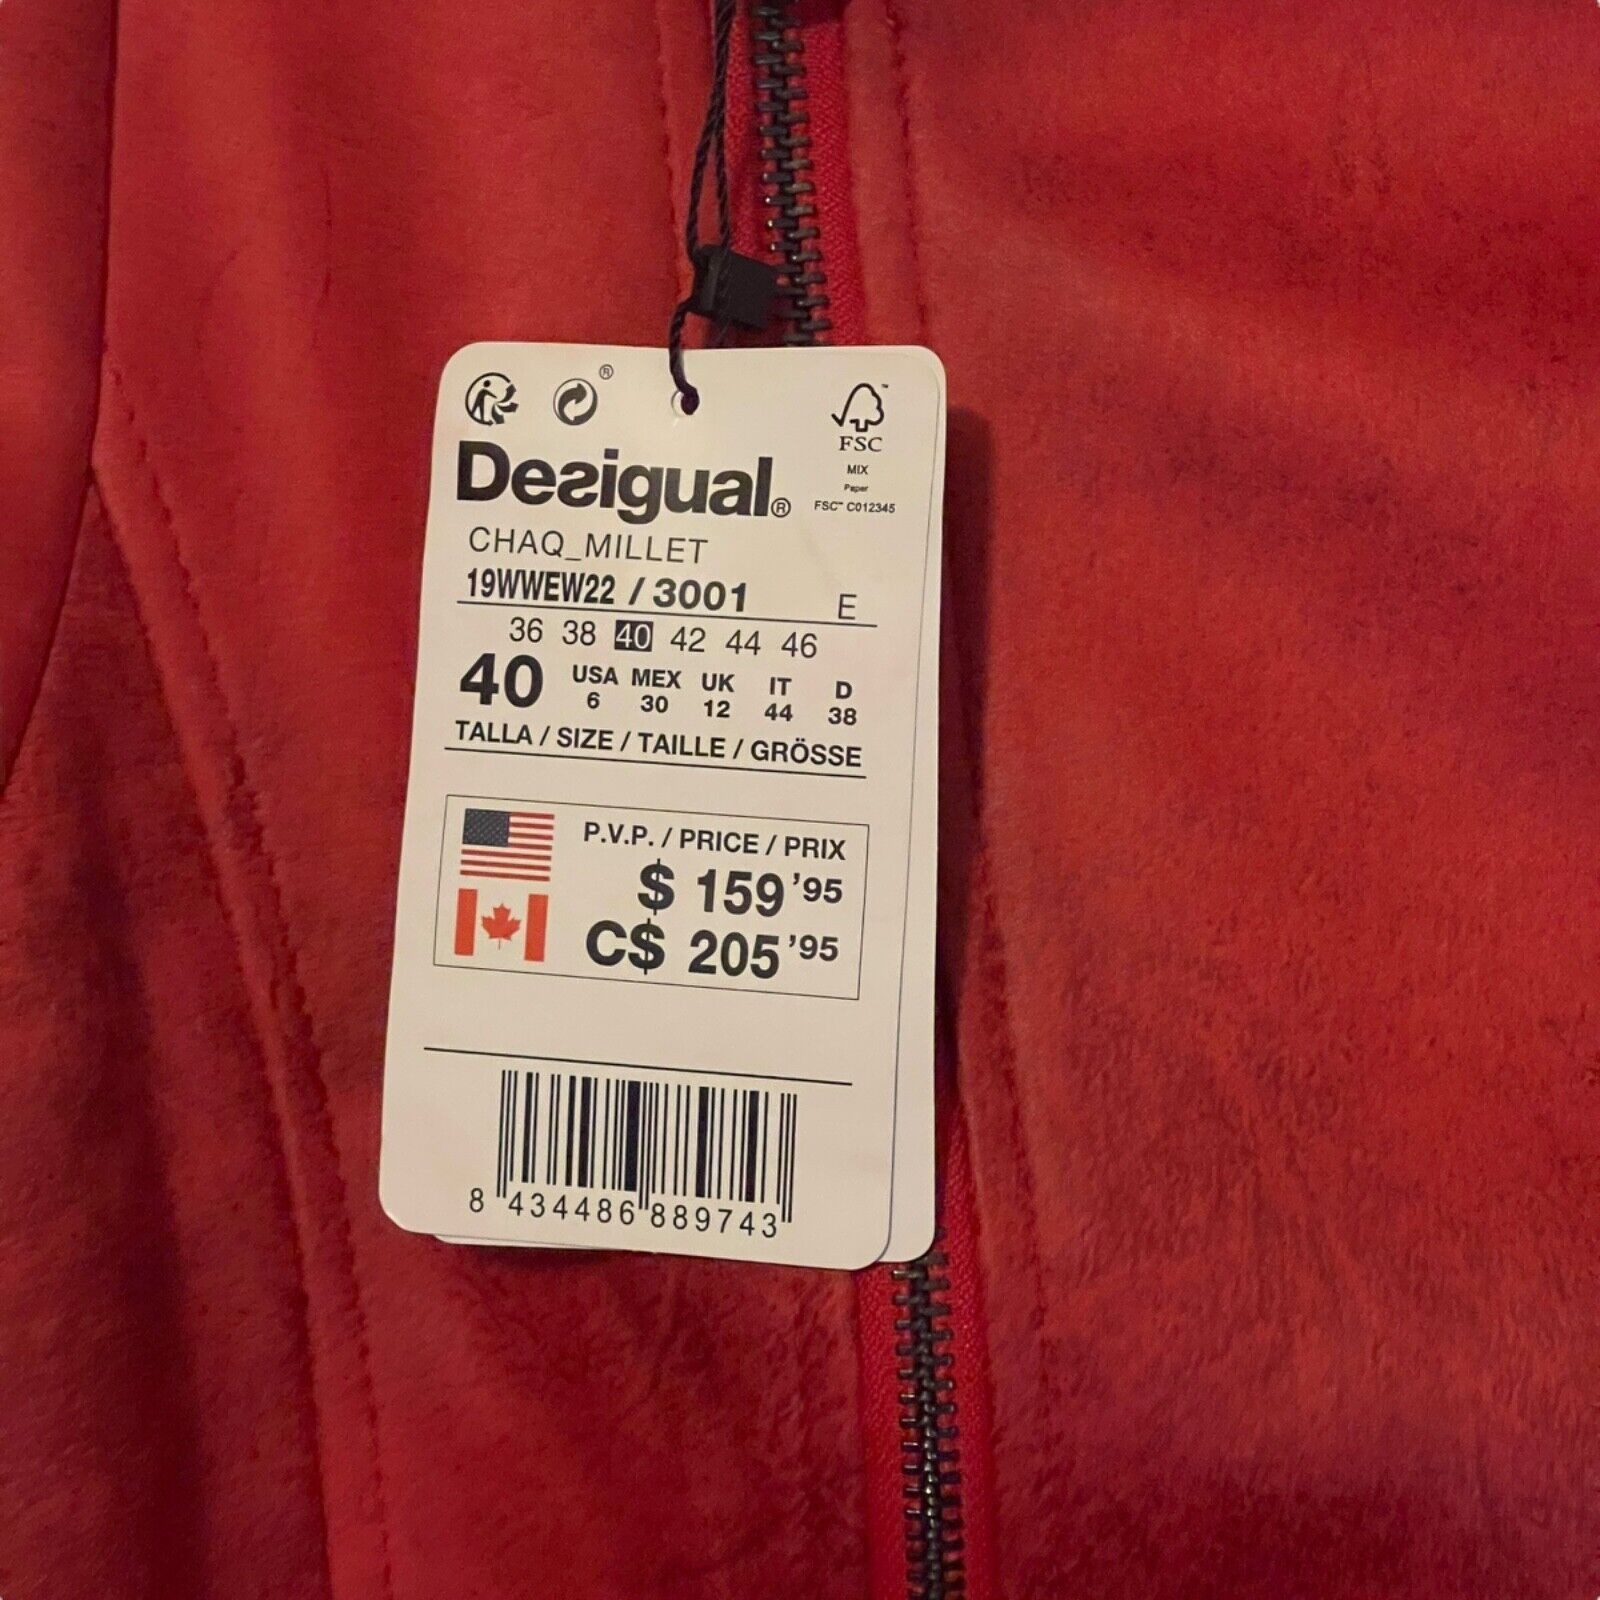 ®
FSC
MIX
Paper
FSC™ C012345
Desigual®
CHAQ_MILLET
19WWEW22 / 3001 E
36 38 40 42 44 46
40 USA MEX UK IT D
6 30 12 44 38
TALLA / SIZE / TAILLE / GRÖSSE
P.V.P. / PRICE / PRIX
$ 159 '95
C$ 205 '95
8 434486 889743